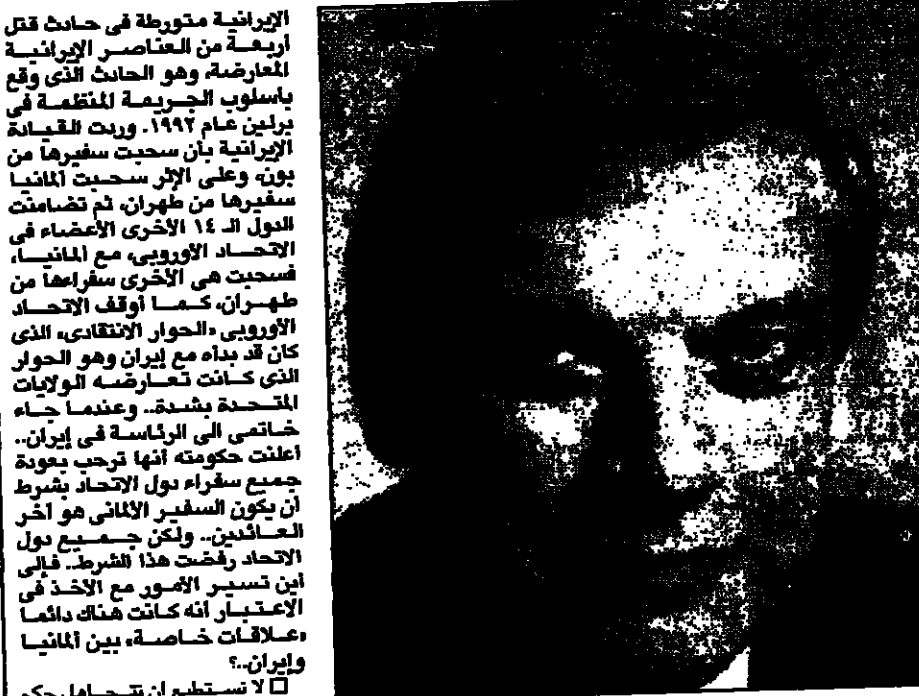 الإيرانية متورطة فى حادث قتل
أربعة من العناصر الإيرانية
المعارضة، وهو الحادث الذى وقع
بأسلوب الجريمة المنظمة فى
برلين عام ١٩٩٢. وردت القيادة
الإيرانية بأن سحبت سفيرها من
بون، وعلى الإثر سحبت ألمانيا
سفيرها من طهران، ثم تضامنت
الدول الـ ١٤ الأخرى الأعضاء فى
الاتحاد الأوروبى، مع ألمانيا،
فسحبت هى الأخرى سفراءها من
طهران، كما أوقف الاتحاد
الأوروبى «الحوار الانتقادى» الذى
كان قد بدأه مع إيران وهو الحوار
الذى كانت تعارضه الولايات
المتحدة بشدة.. وعندما جاء
خاتمى الى الرئاسة فى إيران..
أعلنت حكومته أنها ترحب بعودة
جميع سفراء دول الاتحاد بشرط
أن يكون السفير الألمانى هو آخر
العائدين.. ولكن جميع دول
الاتحاد رفضت هذا الشرط.. فإلى
أين تسير الأمور مع الأخذ فى
الاعتبار أنه كانت هناك دائما
«علاقات خاصة» بين ألمانيا
وإيران..؟
□ لا نستطيع ان نتجاهل حكم